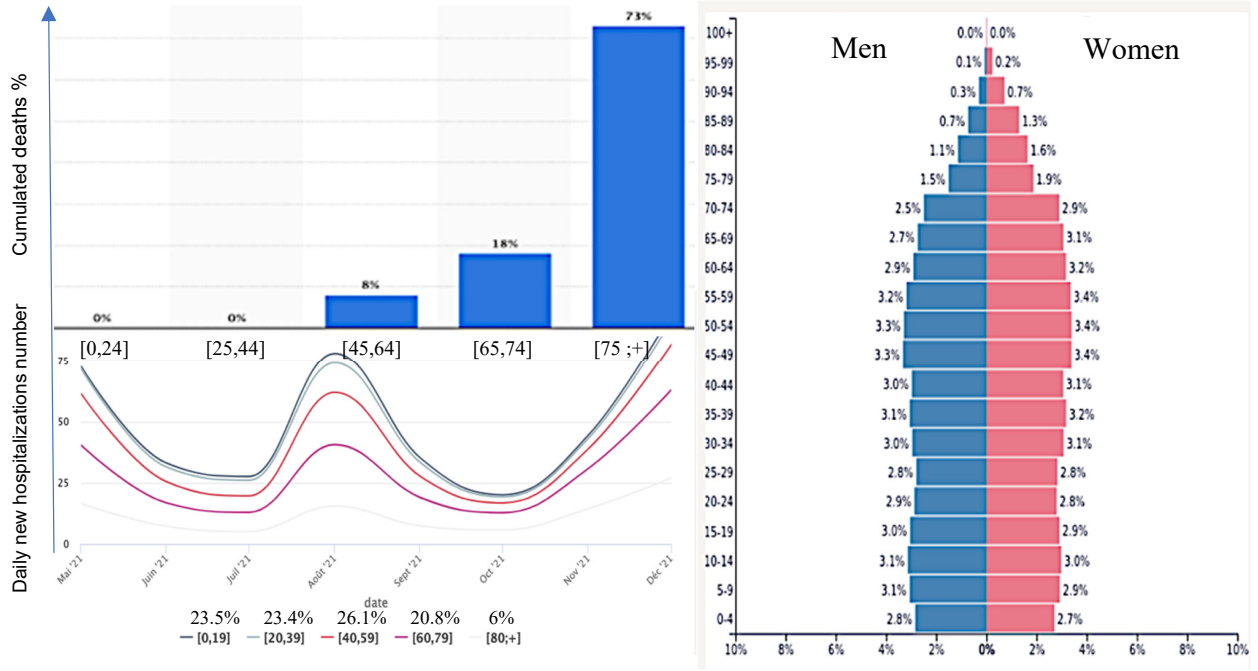 Cumulated deaths %
Daily new hospitalizations number
73%
18%
8%
0%
0%
[0,24]
[25,44]
[45,64]
[65,74]
[75 ;+]
75
50
25
0
Mai '21
Juin '21
Juil '21
Août '21
Sept '21
Oct '21
Nov '21
Déc '21
date
23.5% 23.4% 26.1% 20.8% 6%
[0,19] [20,39] [40,59] [60,79] [80;+]
Men Women
100+ 0.0% 0.0%
95-99 0.1% 0.2%
90-94 0.3% 0.7%
85-89 0.7% 1.3%
80-84 1.1% 1.6%
75-79 1.5% 1.9%
70-74 2.5% 2.9%
65-69 2.7% 3.1%
60-64 2.9% 3.2%
55-59 3.2% 3.4%
50-54 3.3% 3.4%
45-49 3.3% 3.4%
40-44 3.0% 3.1%
35-39 3.1% 3.2%
30-34 3.0% 3.1%
25-29 2.8% 2.8%
20-24 2.9% 2.8%
15-19 3.0% 2.9%
10-14 3.1% 3.0%
5-9 3.1% 2.9%
0-4 2.8% 2.7%
10% 8% 6% 4% 2% 0% 2% 4% 6% 8% 10%